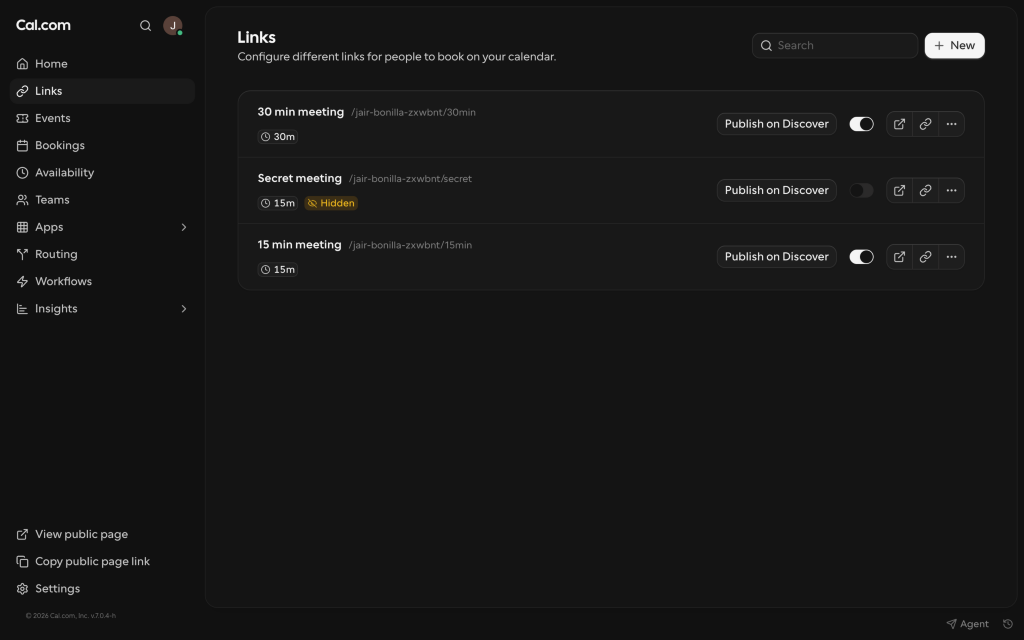 Cal.com
J
Home
Links
Events
Bookings
Availability
Teams
Apps
Routing
Workflows
Insights
View public page
Copy public page link
Settings
© 2026 Cal.com, Inc. v.7.0.4-h
Links
Configure different links for people to book on your calendar.
Search
New
30 min meeting /jair-bonilla-zxwbnt/30min
30m
Publish on Discover
Secret meeting /jair-bonilla-zxwbnt/secret
15m Hidden
Publish on Discover
15 min meeting /jair-bonilla-zxwbnt/15min
15m
Publish on Discover
Agent